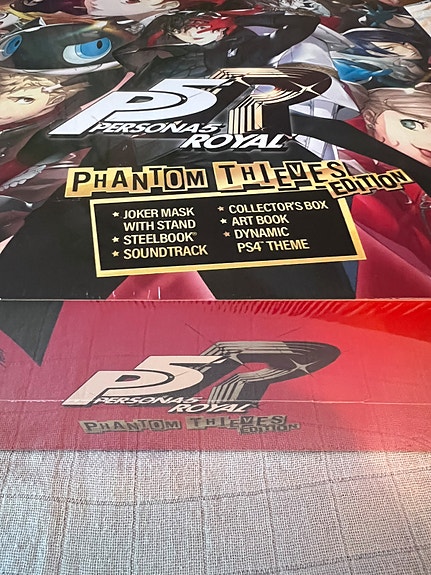 P5R
PERSONA5
ROYAL
PHANTOM THIEVES
EDITION
★ JOKER MASK
WITH STAND
★ STEELBOOK®
★ SOUNDTRACK
★ COLLECTOR'S BOX
★ ART BOOK
★ DYNAMIC
PS4™ THEME
P5R
PERSONA5
ROYAL
PHANTOM THIEVES
EDITION